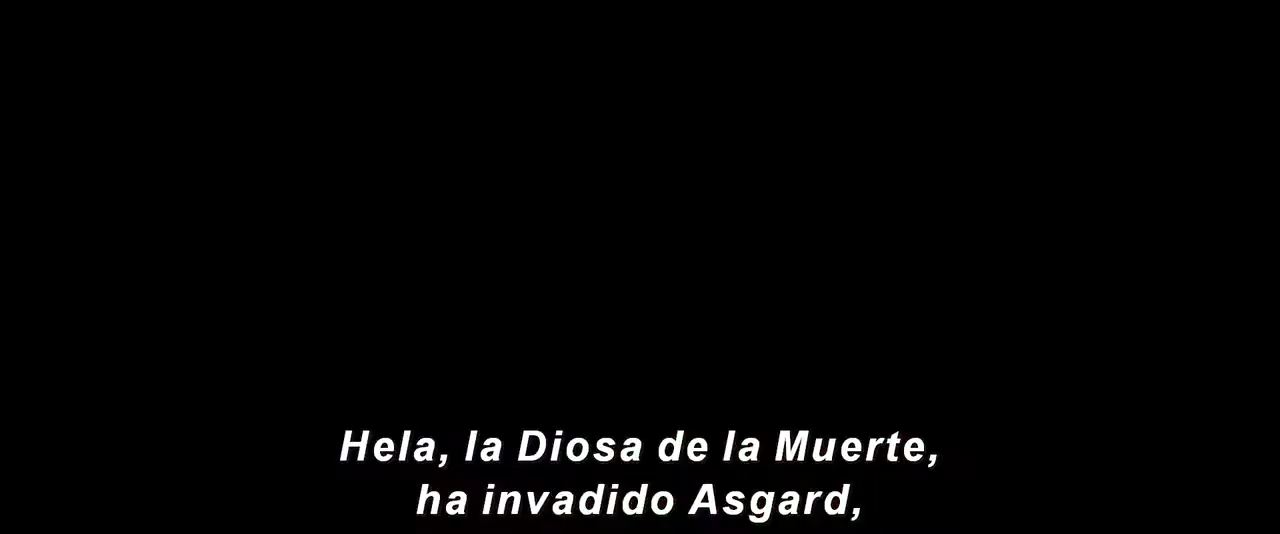 Hela, la Diosa de la Muerte,
ha invadido Asgard,